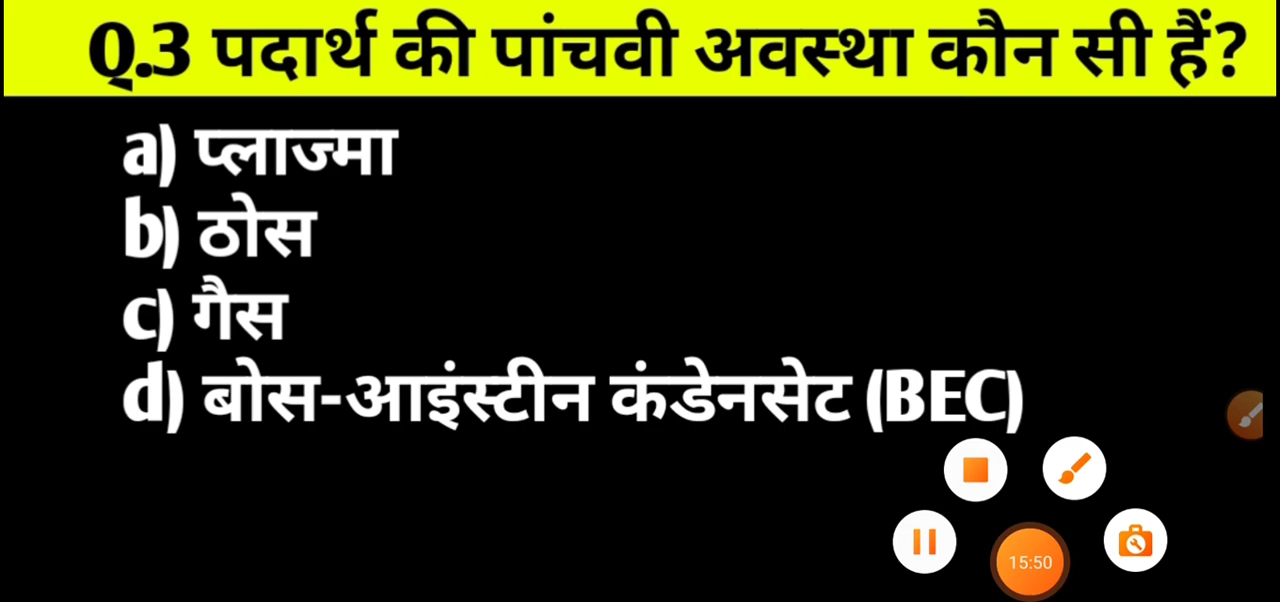 Q.3 पदार्थ की पांचवी अवस्था कौन सी हैं?
a) प्लाज्मा
b) ठोस
c) गैस
d) बोस-आइंस्टीन कंडेनसेट (BEC)
15:50